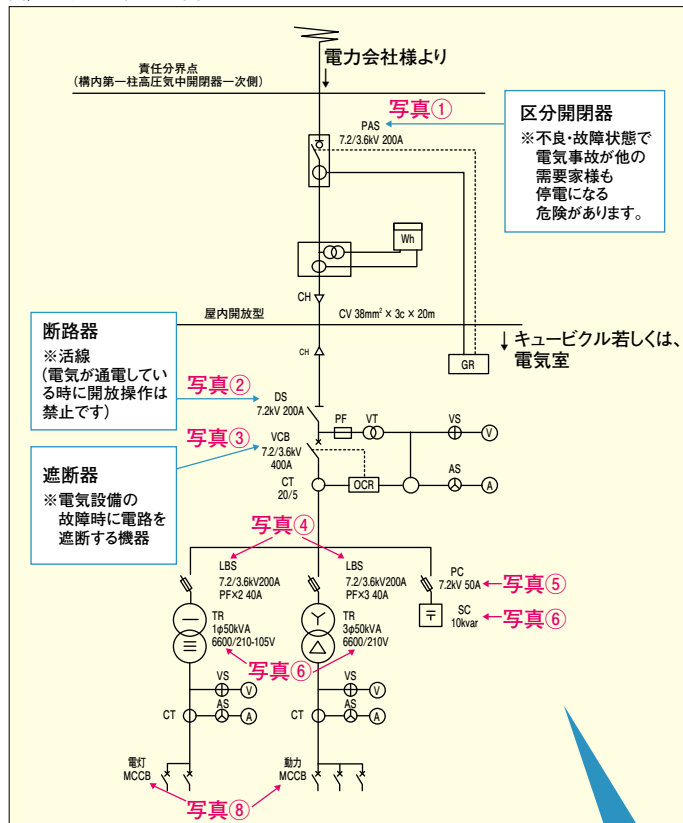 電力会社様より
責任分界点
(構内第一柱高圧気中開閉器一次側)
写真①
PAS
7.2/3.6kV 200A
区分開閉器
※不良・故障状態で
電気事故が他の
需要家様も
停電になる
危険があります。
Wh
CH
屋内開放型
CV 38mm² × 3c × 20m
CH
キュービクル若しくは、
電気室
GR
断路器
※活線
(電気が通電してい
る時に開放操作は
禁止です)
写真②
DS
7.2kV 200A
PF
VT
VS
V
写真③
VCB
7.2/3.6kV
400A
CT
20/5
OCR
AS
A
遮断器
※電気設備の
故障時に電路を
遮断する機器
写真④
LBS
7.2/3.6kV200A
PF×2 40A
LBS
7.2/3.6kV200A
PF×3 40A
PC
7.2kV 50A
写真⑤
SC
10kvar
写真⑥
TR
1φ50kVA
6600/210-105V
TR
3φ50kVA
6600/210V
写真⑥
VS
V
CT
AS
A
VS
V
CT
AS
A
電灯
MCCB
動力
MCCB
写真⑧